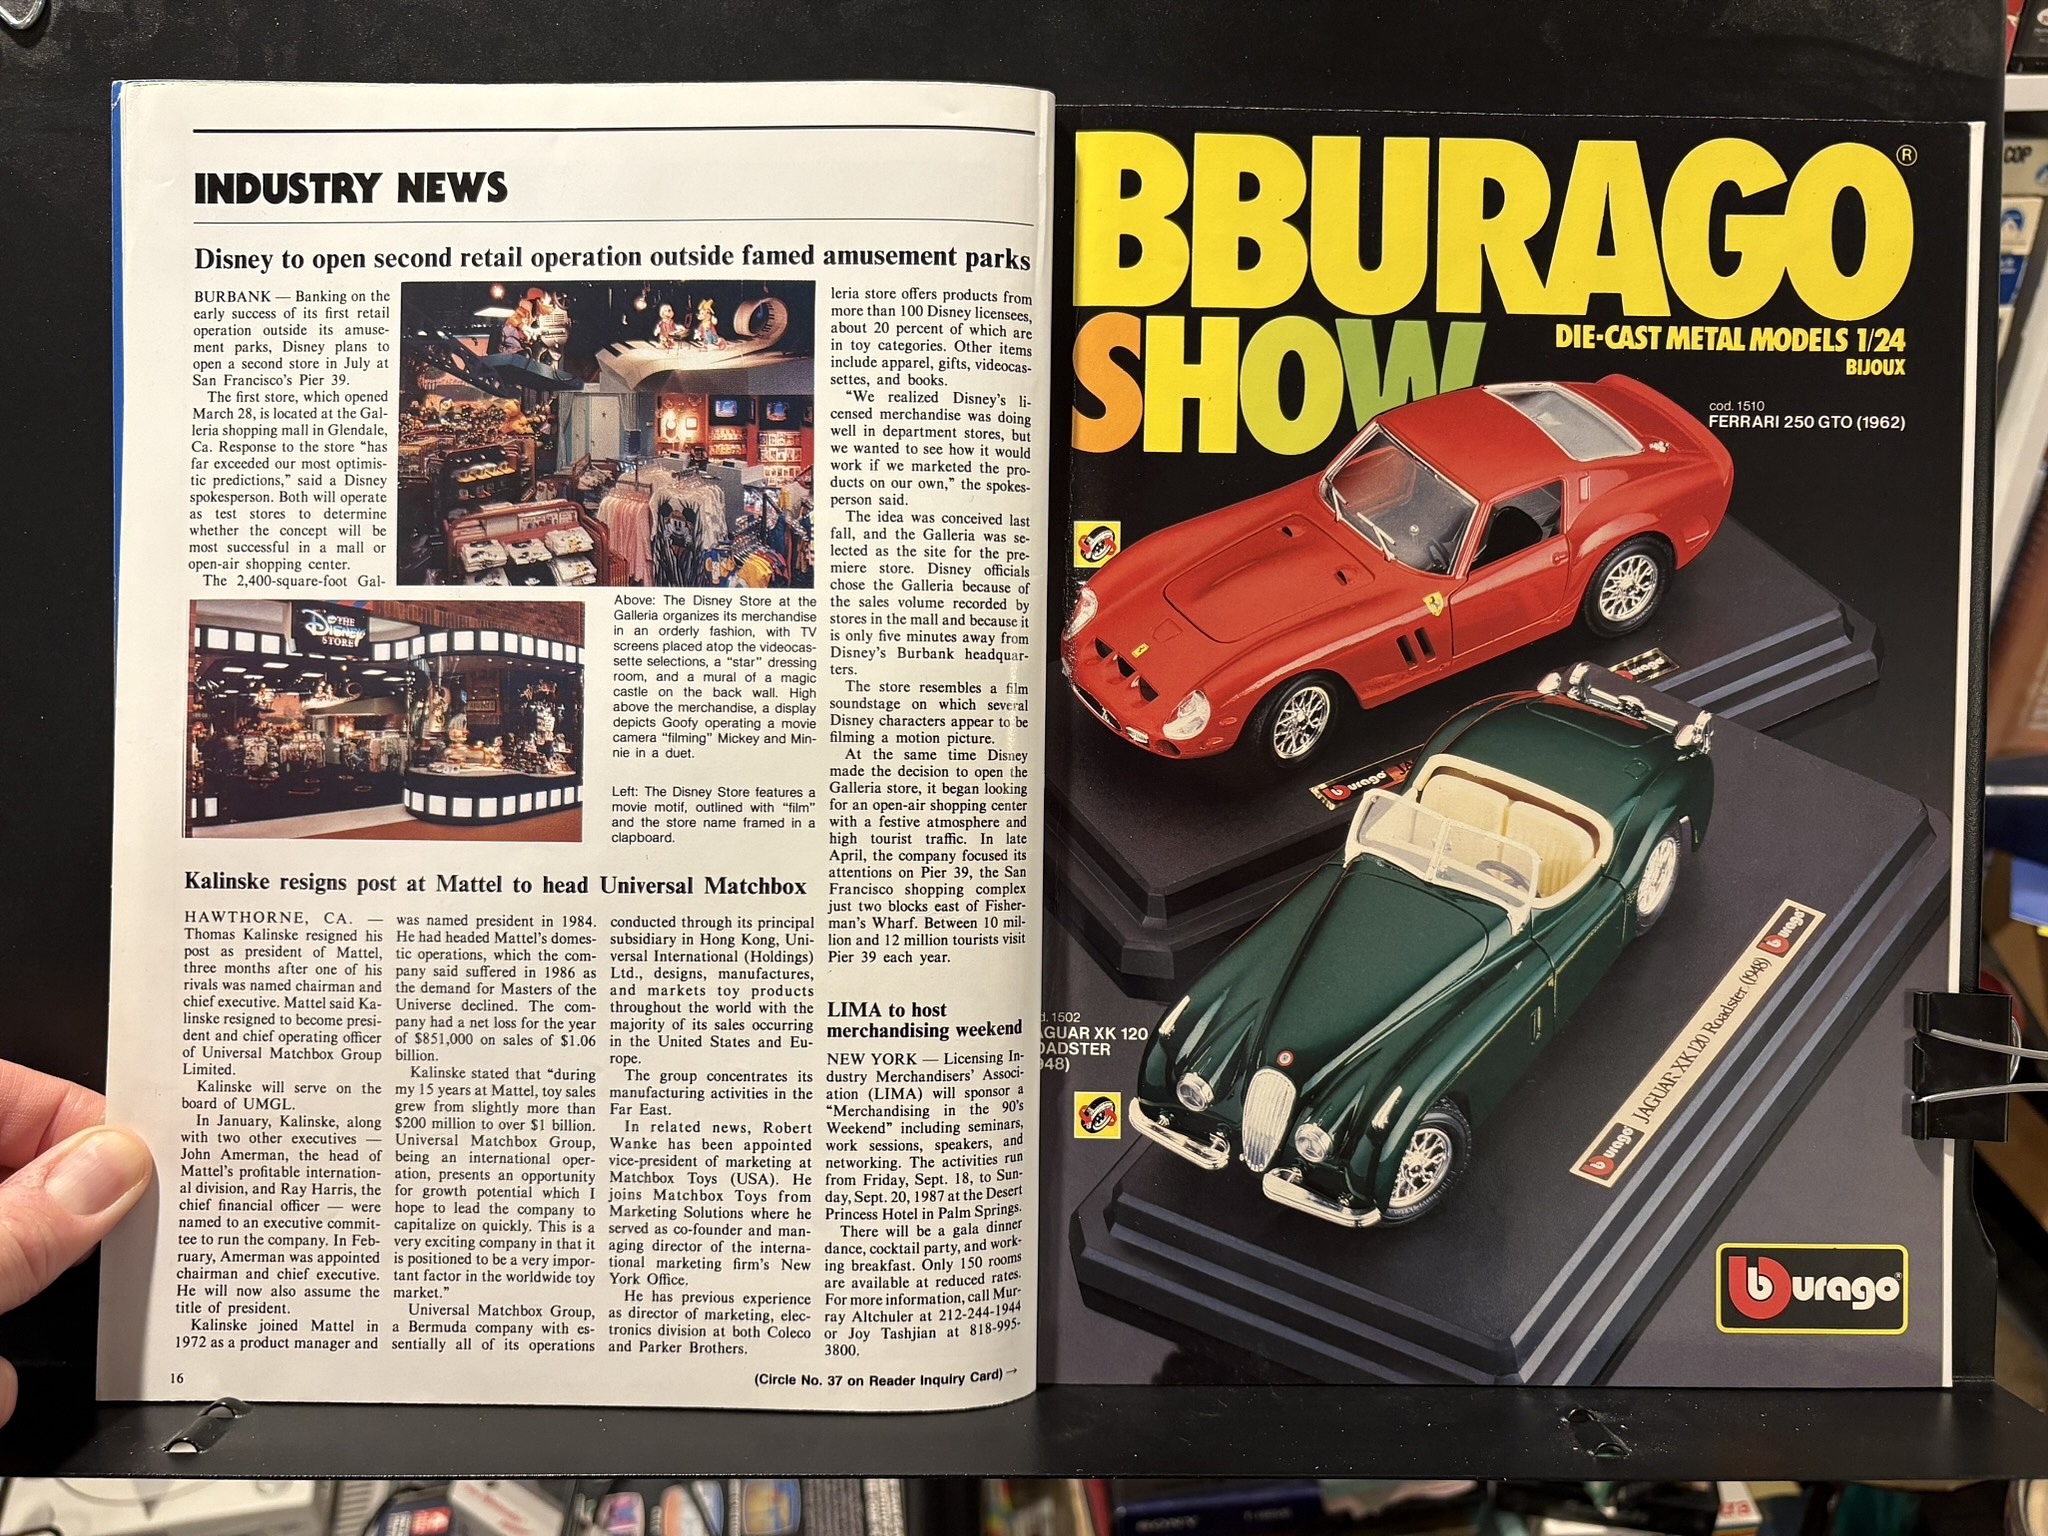 INDUSTRY NEWS
Disney to open second retail operation outside famed amusement parks
BURBANK — Banking on the
early success of its first retail
operation outside its amuse-
ment parks, Disney plans to
open a second store in July at
San Francisco's Pier 39.
The first store, which opened
March 28, is located at the Gal-
leria shopping mall in Glendale,
Ca. Response to the store “has
far exceeded our most optimis-
tic predictions,” said a Disney
spokesperson. Both will operate
as test stores to determine
whether the concept will be
most successful in a mall or
open-air shopping center.
The 2,400-square-foot Gal-
leria store offers products from
more than 100 Disney licensees,
about 20 percent of which are
in toy categories. Other items
include apparel, gifts, videocas-
settes, and books.
“We realized Disney's li-
censed merchandise was doing
well in department stores, but
we wanted to see how it would
work if we marketed the pro-
ducts on our own,” the spokes-
person said.
The idea was conceived last
fall, and the Galleria was se-
lected as the site for the pre-
miere store. Disney officials
chose the Galleria because of
the sales volume recorded by
stores in the mall and because it
is only five minutes away from
Disney's Burbank headquar-
ters.
The store resembles a film
soundstage on which several
Disney characters appear to be
filming a motion picture.
At the same time Disney
made the decision to open the
Galleria store, it began looking
for an open-air shopping center
with a festive atmosphere and
high tourist traffic. In late
April, the company focused its
attentions on Pier 39, the San
Francisco shopping complex
just two blocks east of Fisher-
man's Wharf. Between 10 mil-
lion and 12 million tourists visit
Pier 39 each year.
THE
Disney
STORE
Above: The Disney Store at the
Galleria organizes its merchandise
in an orderly fashion, with TV
screens placed atop the videocas-
sette selections, a “star” dressing
room, and a mural of a magic
castle on the back wall. High
above the merchandise, a display
depicts Goofy operating a movie
camera “filming” Mickey and Min-
nie in a duet.
Left: The Disney Store features a
movie motif, outlined with “film”
and the store name framed in a
clapboard.
Kalinske resigns post at Mattel to head Universal Matchbox
HAWTHORNE, CA. —
Thomas Kalinske resigned his
post as president of Mattel,
three months after one of his
rivals was named chairman and
chief executive. Mattel said Ka-
linske resigned to become presi-
dent and chief operating officer
of Universal Matchbox Group
Limited.
Kalinske will serve on the
board of UMGL.
In January, Kalinske, along
with two other executives —
John Amerman, the head of
Mattel's profitable internation-
al division, and Ray Harris, the
chief financial officer — were
named to an executive commit-
tee to run the company. In Feb-
ruary, Amerman was appointed
chairman and chief executive.
He will now also assume the
title of president.
Kalinske joined Mattel in
1972 as a product manager and
was named president in 1984.
He had headed Mattel's domes-
tic operations, which the com-
pany said suffered in 1986 as
the demand for Masters of the
Universe declined. The com-
pany had a net loss for the year
of $851,000 on sales of $1.06
billion.
Kalinske stated that “during
my 15 years at Mattel, toy sales
grew from slightly more than
$200 million to over $1 billion.
Universal Matchbox Group,
being an international oper-
ation, presents an opportunity
for growth potential which I
hope to lead the company to
capitalize on quickly. This is a
very exciting company in that it
is positioned to be a very impor-
tant factor in the worldwide toy
market.”
Universal Matchbox Group,
a Bermuda company with es-
sentially all of its operations
conducted through its principal
subsidiary in Hong Kong, Uni-
versal International (Holdings)
Ltd., designs, manufactures,
and markets toy products
throughout the world with the
majority of its sales occurring
in the United States and Eu-
rope.
The group concentrates its
manufacturing activities in the
Far East.
In related news, Robert
Wanke has been appointed
vice-president of marketing at
Matchbox Toys (USA). He
joins Matchbox Toys from
Marketing Solutions where he
served as co-founder and man-
aging director of the interna-
tional marketing firm's New
York Office.
He has previous experience
as director of marketing, elec-
tronics division at both Coleco
and Parker Brothers.
LIMA to host
merchandising weekend
NEW YORK — Licensing In-
dustry Merchandisers' Associ-
ation (LIMA) will sponsor a
“Merchandising in the 90's
Weekend” including seminars,
work sessions, speakers, and
networking. The activities run
from Friday, Sept. 18, to Sun-
day, Sept. 20, 1987 at the Desert
Princess Hotel in Palm Springs.
There will be a gala dinner
dance, cocktail party, and work-
ing breakfast. Only 150 rooms
are available at reduced rates.
For more information, call Mur-
ray Altchuler at 212-244-1944
or Joy Tashjian at 818-995-
3800.
16
(Circle No. 37 on Reader Inquiry Card) →
BBURAGO®
SHOW
DIE-CAST METAL MODELS 1/24
BIJOUX
cod. 1510
FERRARI 250 GTO (1962)
burago
burago JA
d. 1502
AGUAR XK 120
OADSTER
948)
burago JAGUAR XK 120 Roadster (1948) burago
burago®
COP